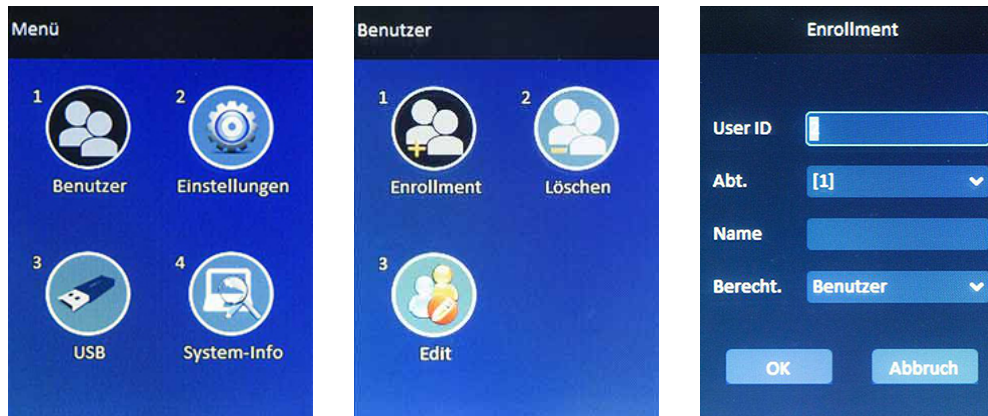 Menü
1
2
Benutzer
Einstellungen
3
4
USB
System-Info
Benutzer
1
2
Enrollment
Löschen
3
Edit
Enrollment
User ID
Abt. [1]
Name
Berecht. Benutzer
OK
Abbruch